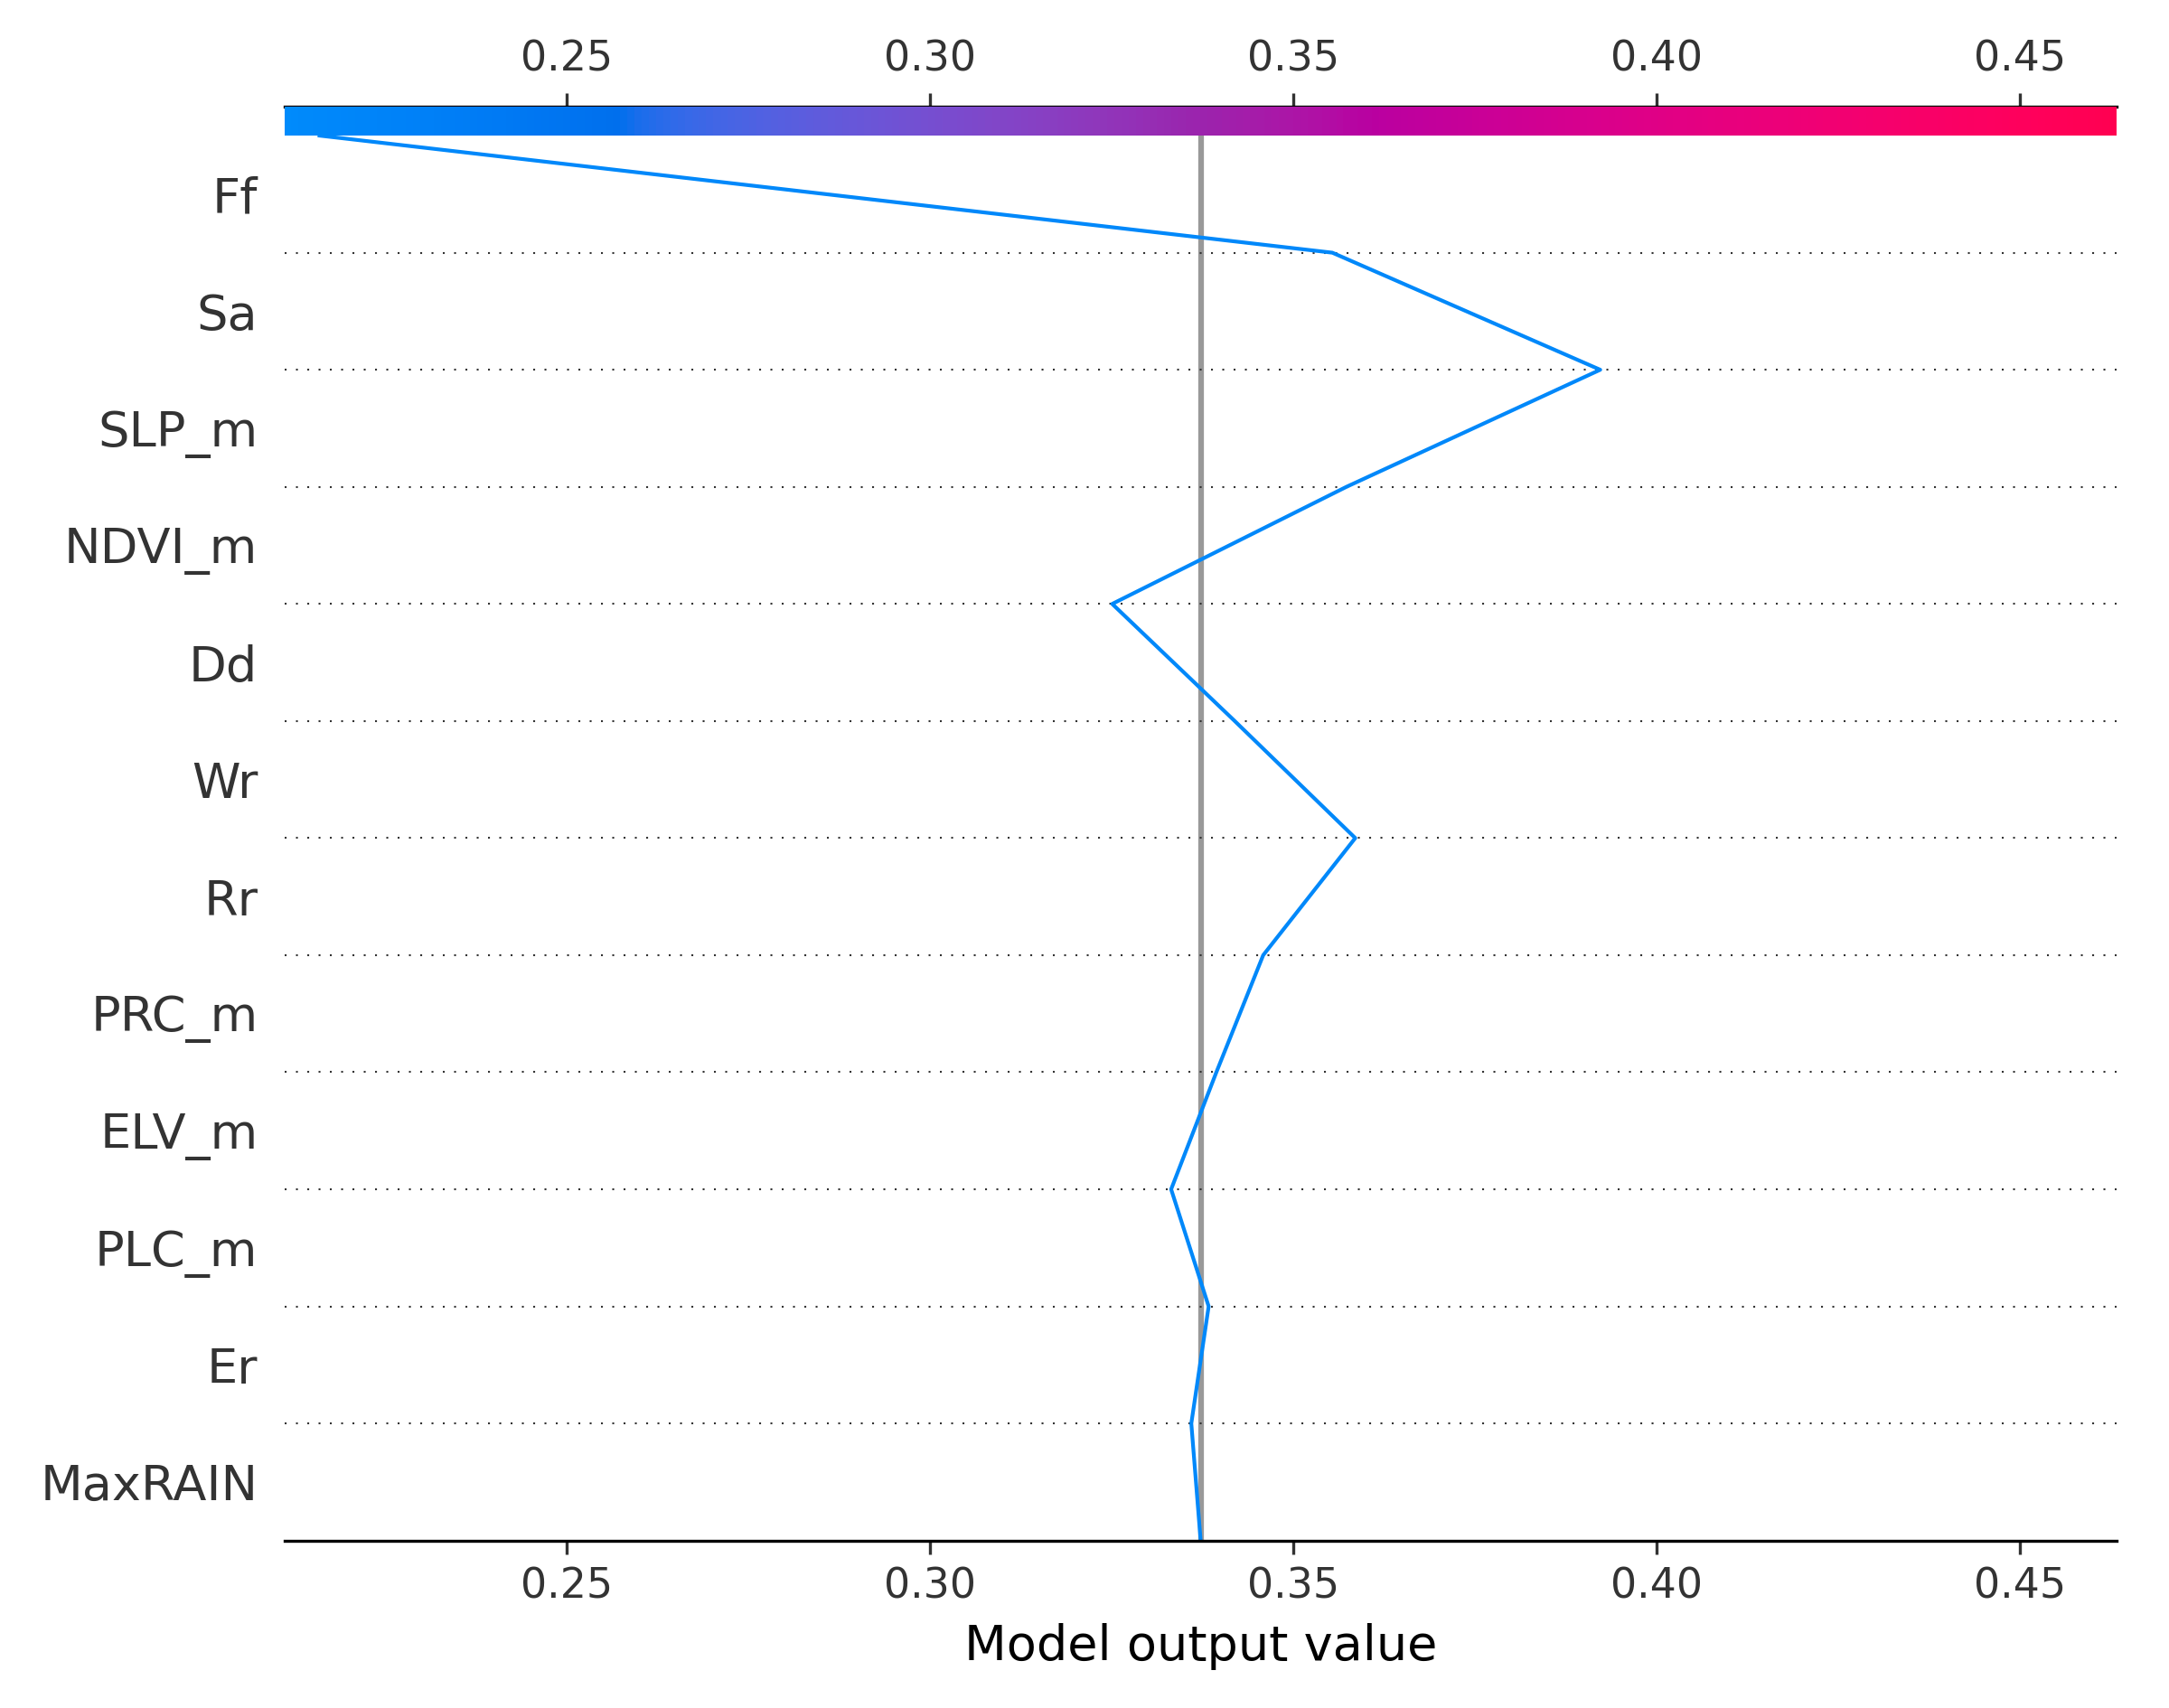 0.25 0.30 0.35 0.40 0.45
Ff
Sa
SLP_m
NDVI_m
Dd
Wr
Rr
PRC_m
ELV_m
PLC_m
Er
MaxRAIN
0.25 0.30 0.35 0.40 0.45
Model output value